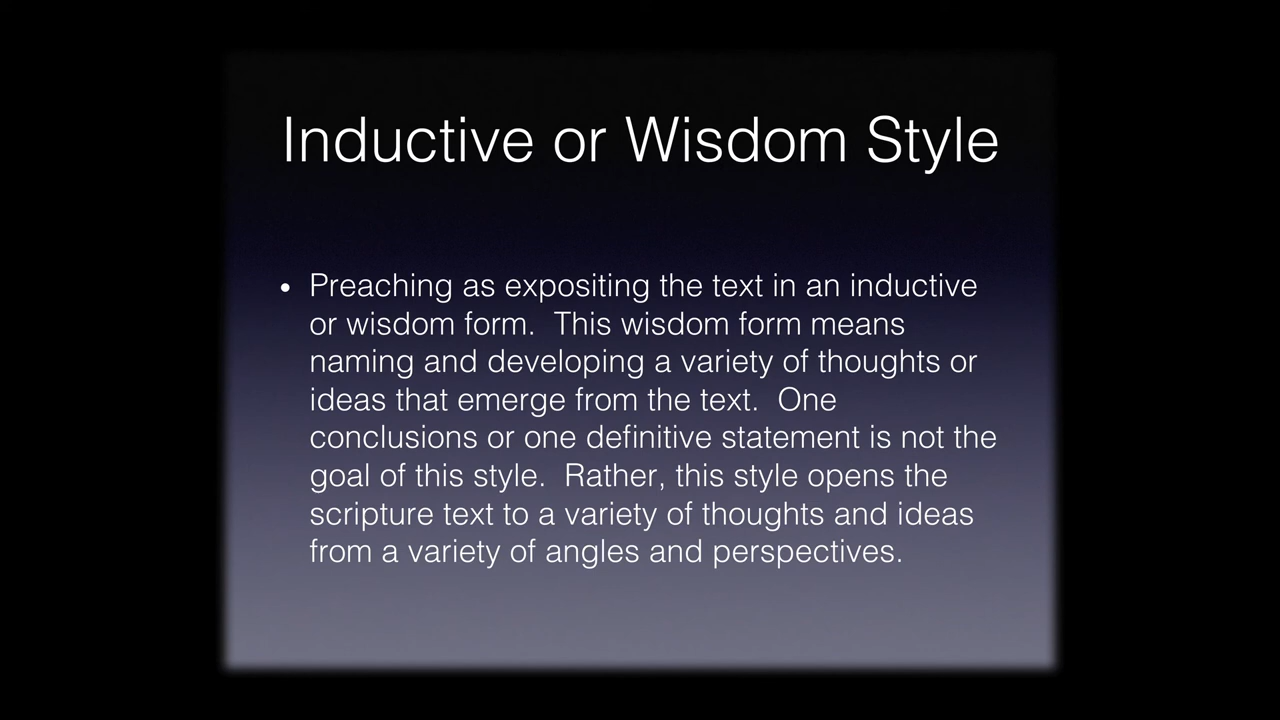 Inductive or Wisdom Style
• Preaching as expositing the text in an inductive
or wisdom form.  This wisdom form means
naming and developing a variety of thoughts or
ideas that emerge from the text.  One
conclusions or one definitive statement is not the
goal of this style.  Rather, this style opens the
scripture text to a variety of thoughts and ideas
from a variety of angles and perspectives.